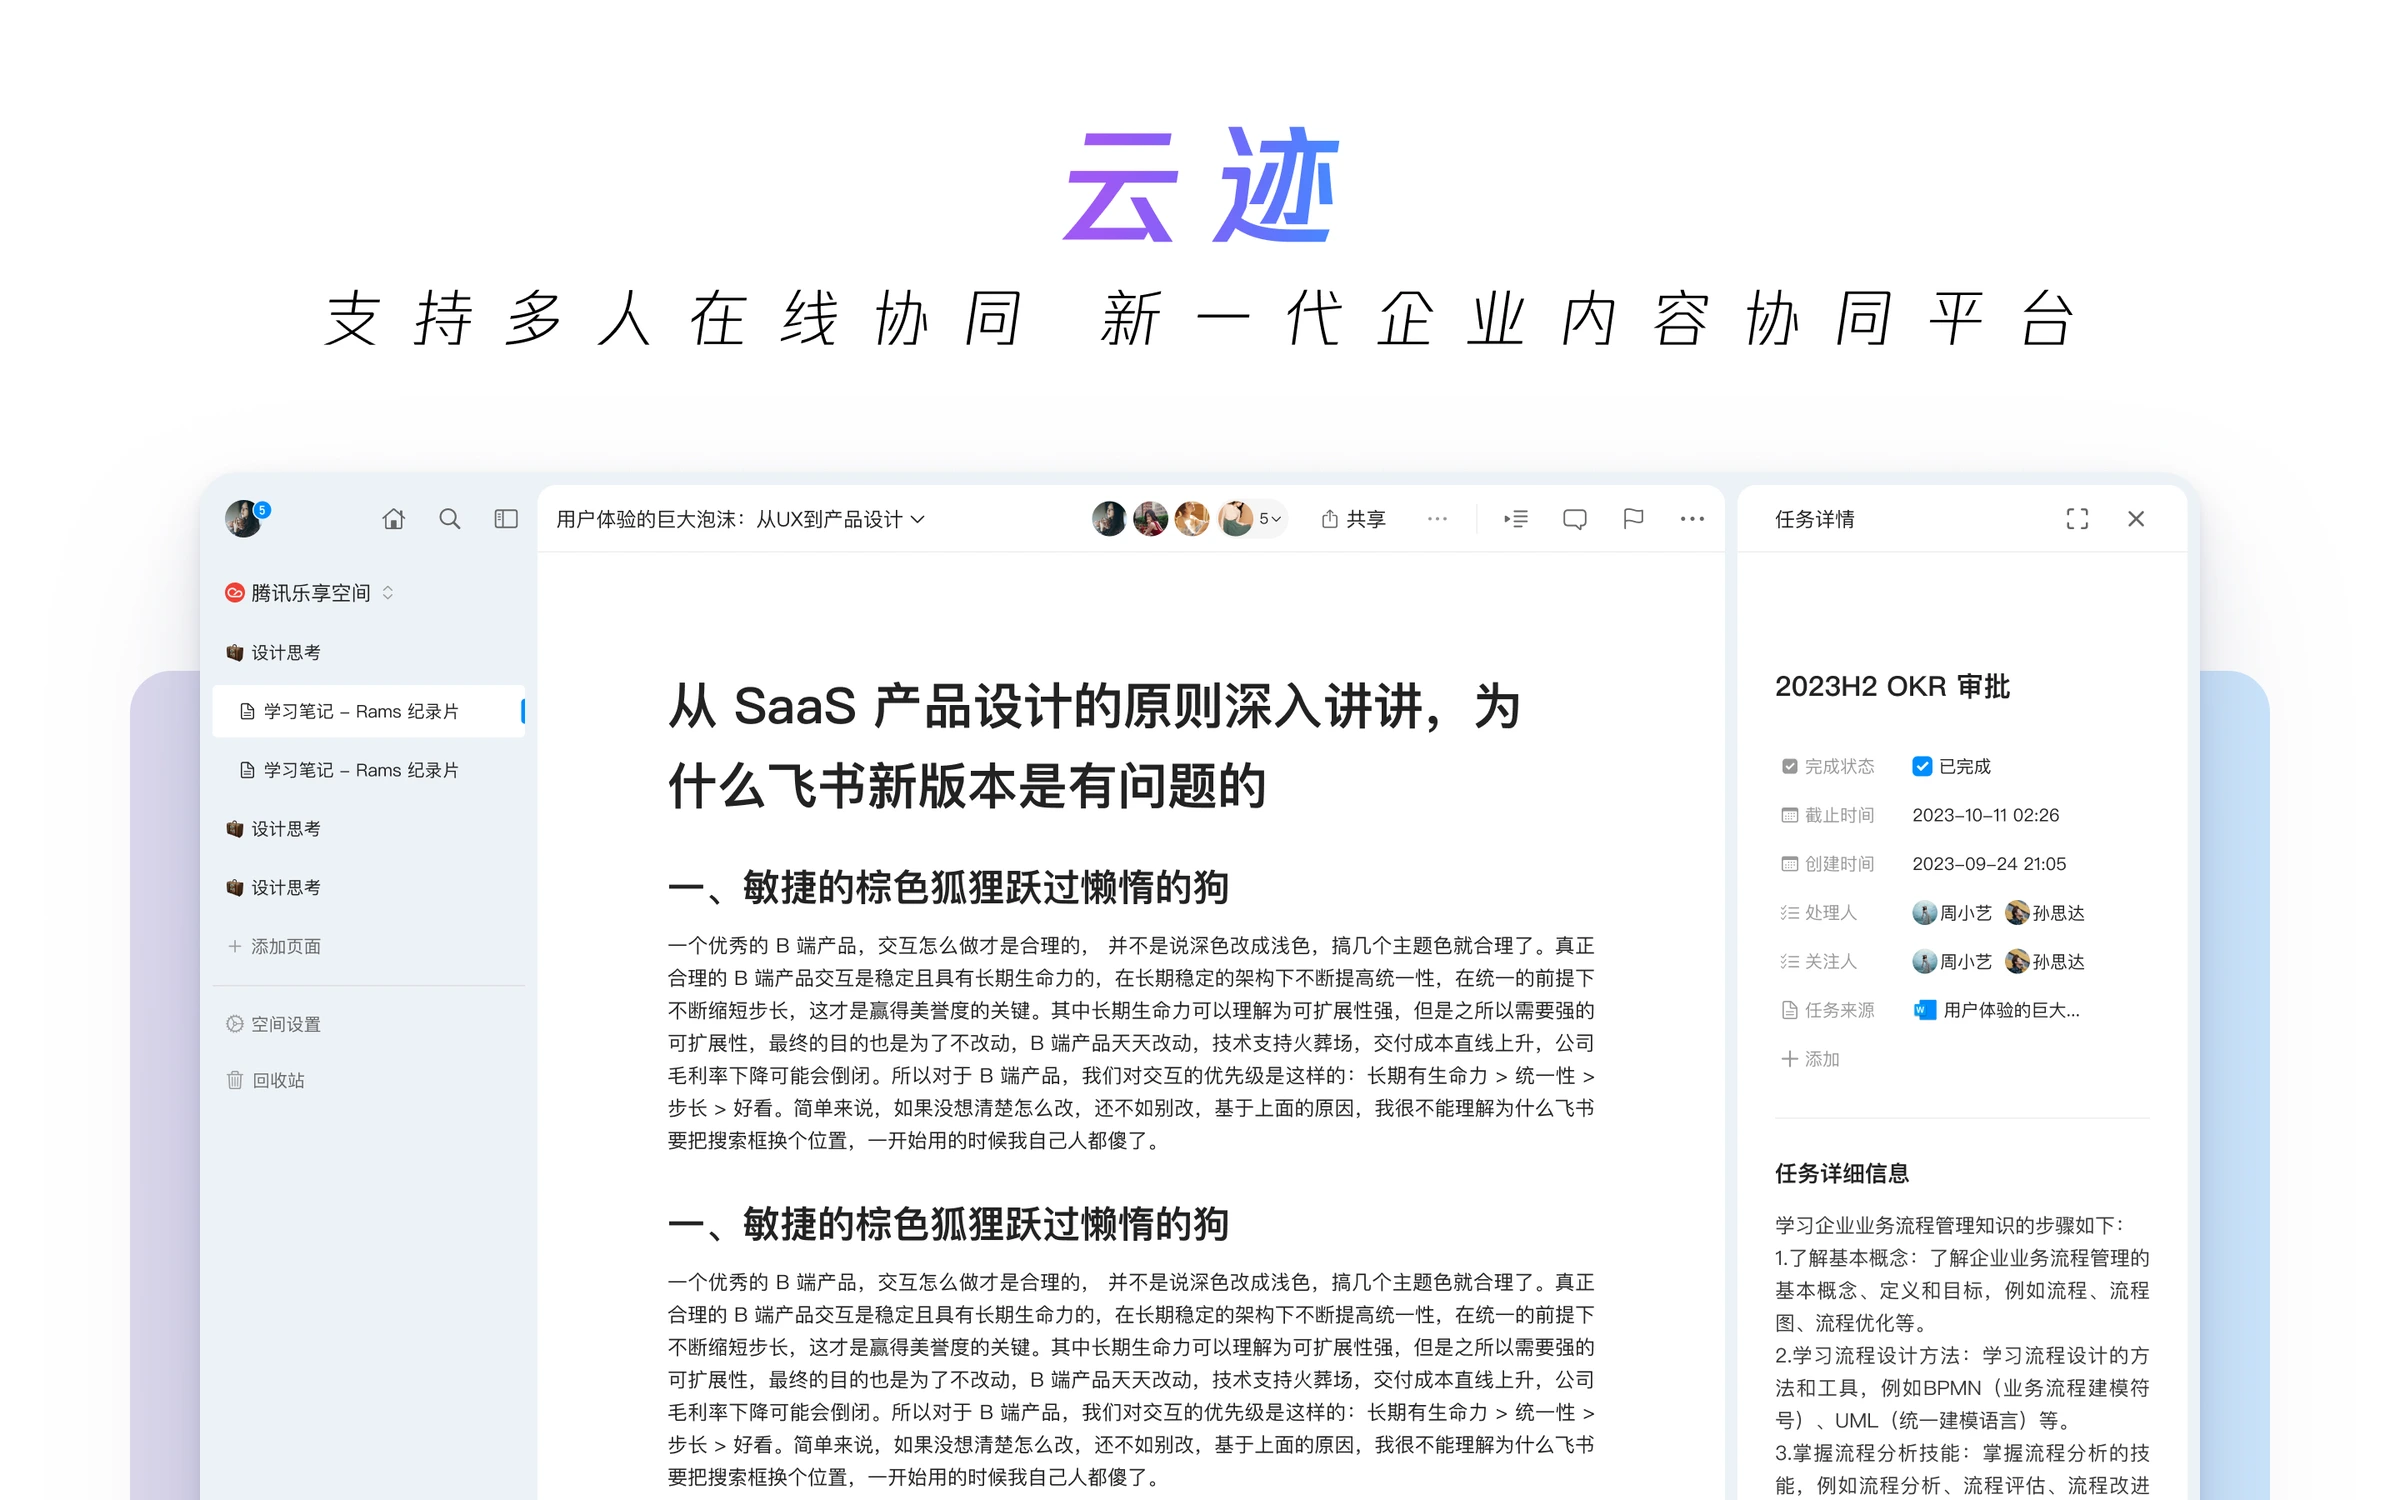 云迹
支持多人在线协同 新一代企业内容协同平台
5
腾讯乐享空间
设计思考
学习笔记 – Rams 纪录片
学习笔记 – Rams 纪录片
设计思考
设计思考
添加页面
空间设置
回收站
用户体验的巨大泡沫：从UX到产品设计
5
共享
从 SaaS 产品设计的原则深入讲讲，为
什么飞书新版本是有问题的
一、敏捷的棕色狐狸跃过懒惰的狗
一个优秀的 B 端产品，交互怎么做才是合理的， 并不是说深色改成浅色，搞几个主题色就合理了。真正
合理的 B 端产品交互是稳定且具有长期生命力的，在长期稳定的架构下不断提高统一性，在统一的前提下
不断缩短步长，这才是赢得美誉度的关键。其中长期生命力可以理解为可扩展性强，但是之所以需要强的
可扩展性，最终的目的也是为了不改动，B 端产品天天改动，技术支持火葬场，交付成本直线上升，公司
毛利率下降可能会倒闭。所以对于 B 端产品，我们对交互的优先级是这样的：长期有生命力 > 统一性 >
步长 > 好看。简单来说，如果没想清楚怎么改，还不如别改，基于上面的原因，我很不能理解为什么飞书
要把搜索框换个位置，一开始用的时候我自己人都傻了。
一、敏捷的棕色狐狸跃过懒惰的狗
一个优秀的 B 端产品，交互怎么做才是合理的， 并不是说深色改成浅色，搞几个主题色就合理了。真正
合理的 B 端产品交互是稳定且具有长期生命力的，在长期稳定的架构下不断提高统一性，在统一的前提下
不断缩短步长，这才是赢得美誉度的关键。其中长期生命力可以理解为可扩展性强，但是之所以需要强的
可扩展性，最终的目的也是为了不改动，B 端产品天天改动，技术支持火葬场，交付成本直线上升，公司
毛利率下降可能会倒闭。所以对于 B 端产品，我们对交互的优先级是这样的：长期有生命力 > 统一性 >
步长 > 好看。简单来说，如果没想清楚怎么改，还不如别改，基于上面的原因，我很不能理解为什么飞书
要把搜索框换个位置，一开始用的时候我自己人都傻了。
任务详情
2023H2 OKR 审批
完成状态 已完成
截止时间 2023–10–11 02:26
创建时间 2023–09–24 21:05
处理人 周小艺 孙思达
关注人 周小艺 孙思达
任务来源 W 用户体验的巨大...
添加
任务详细信息
学习企业业务流程管理知识的步骤如下：
1.了解基本概念：了解企业业务流程管理的
基本概念、定义和目标，例如流程、流程
图、流程优化等。
2.学习流程设计方法：学习流程设计的方
法和工具，例如BPMN（业务流程建模符
号）、UML（统一建模语言）等。
3.掌握流程分析技能：掌握流程分析的技
能，例如流程分析、流程评估、流程改进